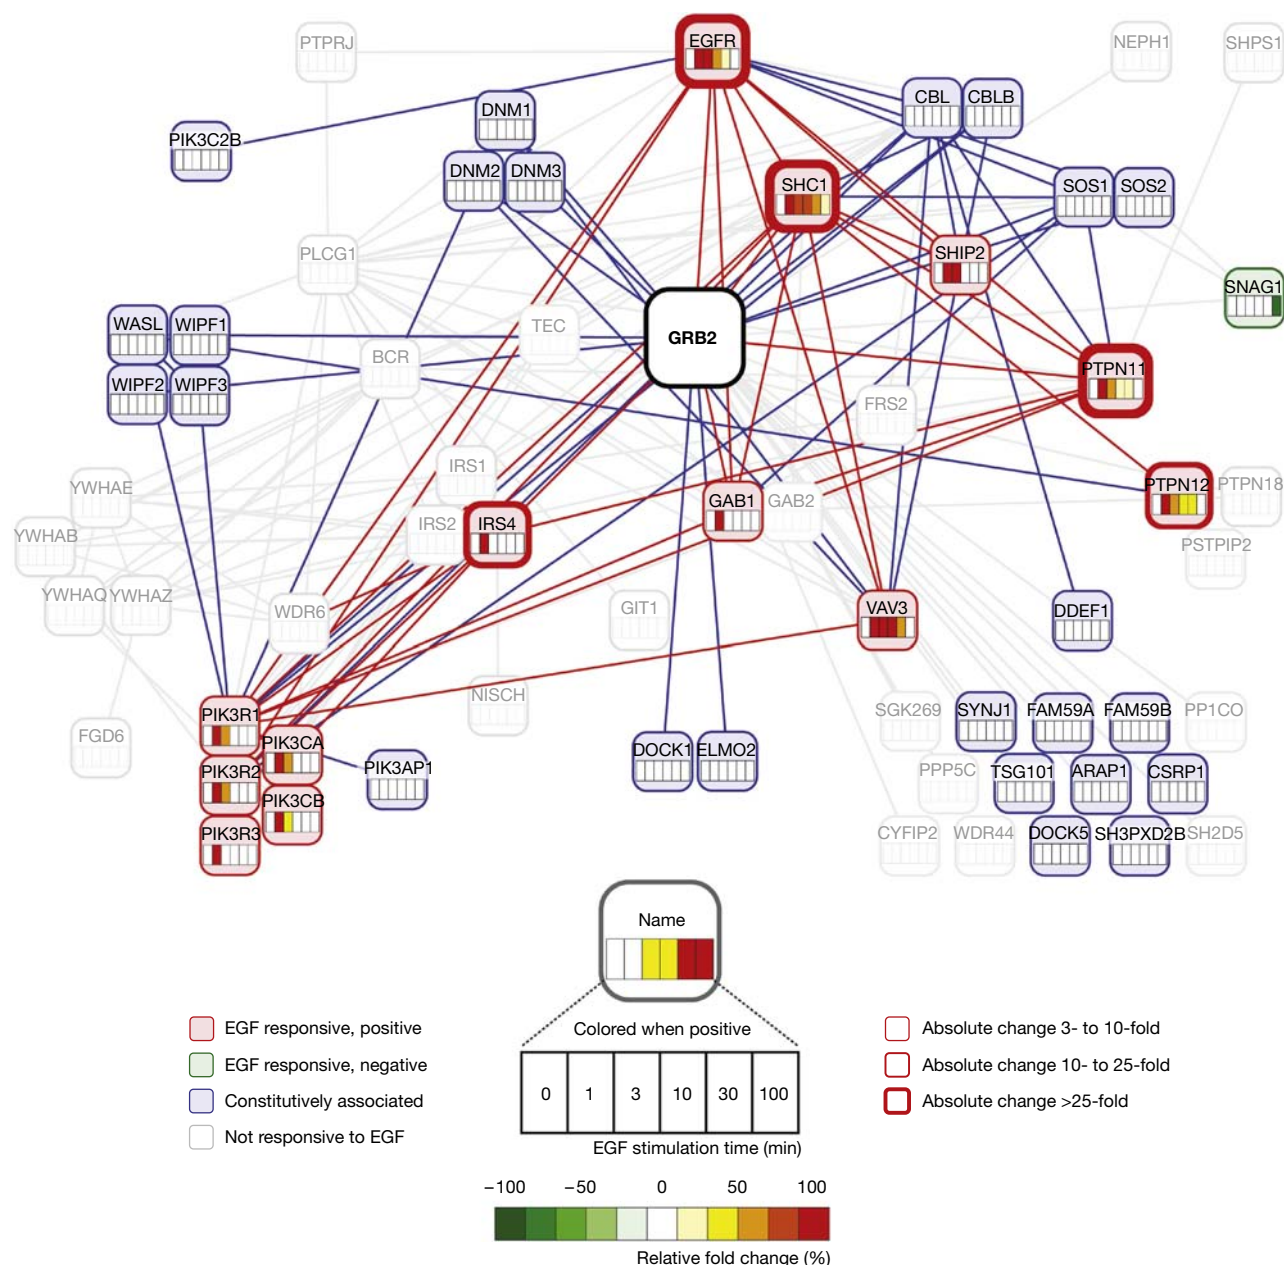 EGFR
PTPRJ
NEPH1
SHPS1
CBL
CBLB
DNM1
PIK3C2B
DNM2
DNM3
SHC1
SOS1
SOS2
PLCG1
SHIP2
SNAG1
WASL
WIPF1
TEC
GRB2
BCR
WIPF2
WIPF3
PTPN11
FRS2
IRS1
YWHAE
PTPN12
PTPN18
GAB1
GAB2
IRS2
IRS4
YWHAB
PSTPIP2
YWHAQ
YWHAZ
WDR6
GIT1
VAV3
DDEF1
NISCH
PIK3R1
SGK269
SYNJ1
FAM59A
FAM59B
PP1CO
FGD6
PIK3CA
DOCK1
ELMO2
PIK3R2
PIK3AP1
PPP5C
TSG101
ARAP1
CSRP1
PIK3CB
PIK3R3
CYFIP2
WDR44
DOCK5
SH3PXD2B
SH2D5
Name
Colored when positive
0 1 3 10 30 100
EGF stimulation time (min)
EGF responsive, positive
EGF responsive, negative
Constitutively associated
Not responsive to EGF
Absolute change 3- to 10-fold
Absolute change 10- to 25-fold
Absolute change >25-fold
−100 −50 0 50 100
Relative fold change (%)